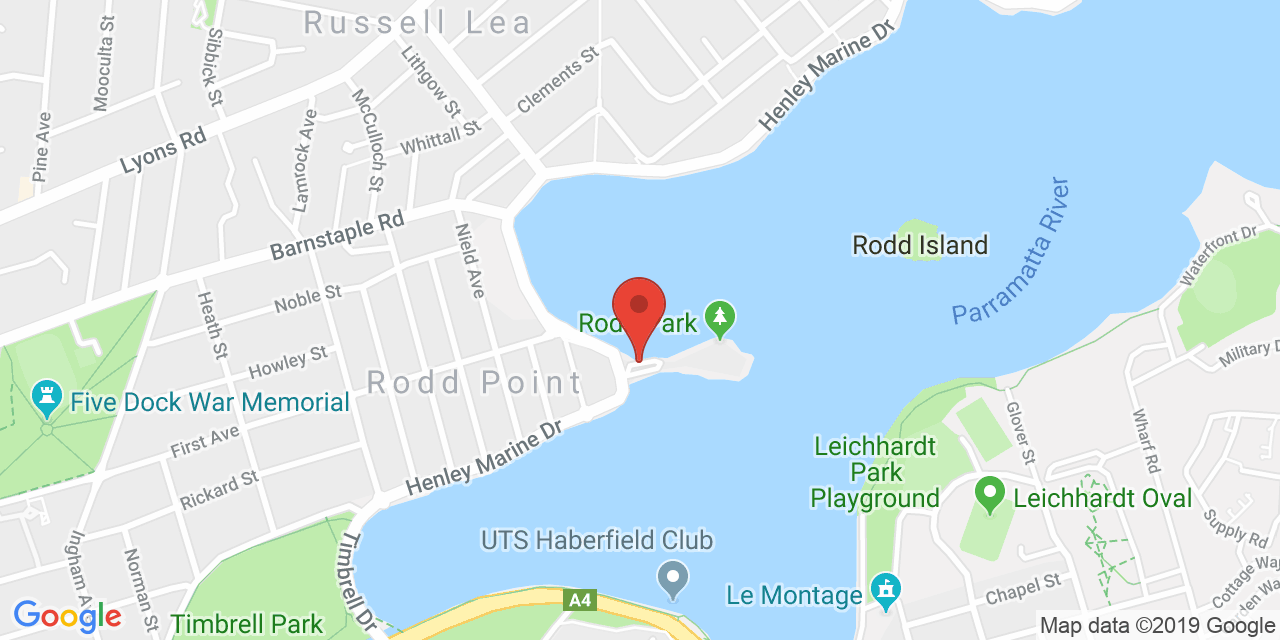 Russell Lea
Mooculta St
Sibbick St
Pine Ave
Lyons Rd
Lithgow St
Clements St
Henley Marine Dr
McCulloch St
Whittall St
Lamrock Ave
Barnstaple Rd
Nield Ave
Parramatta River
Rodd Island
Waterfront Dr
Noble St
Heath St
Park
Military
Howley St
Rodd Point
Five Dock War Memorial
First Ave
Glover St
Wharf Rd
Henley Marine Dr
Leichhardt
Park
Playground
Rickard St
Leichhardt Oval
Supply Rd
Timbrell Dr
UTS Haberfield Club
Ingham
Norman St
A4
Le Montage
Chapel St
Cottage
Google
Timbrell Park
Map data ©2019 Google